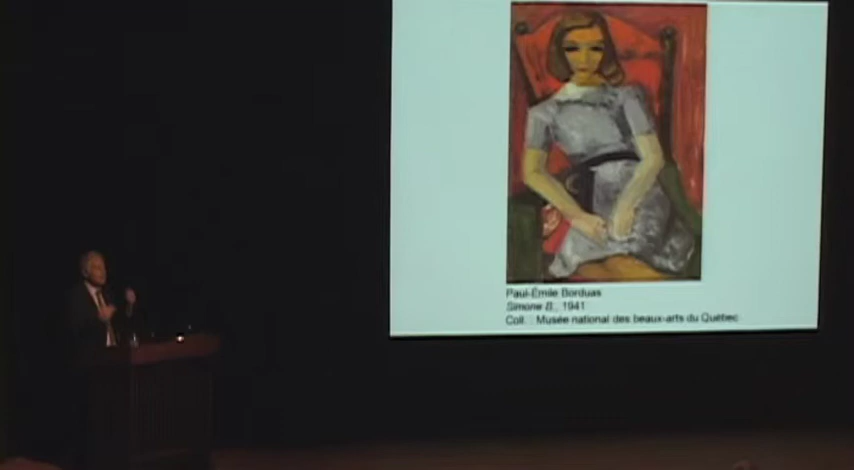 Paul-Émile Borduas
Simone B., 1941
Coll. : Musée national des beaux-arts du Québec